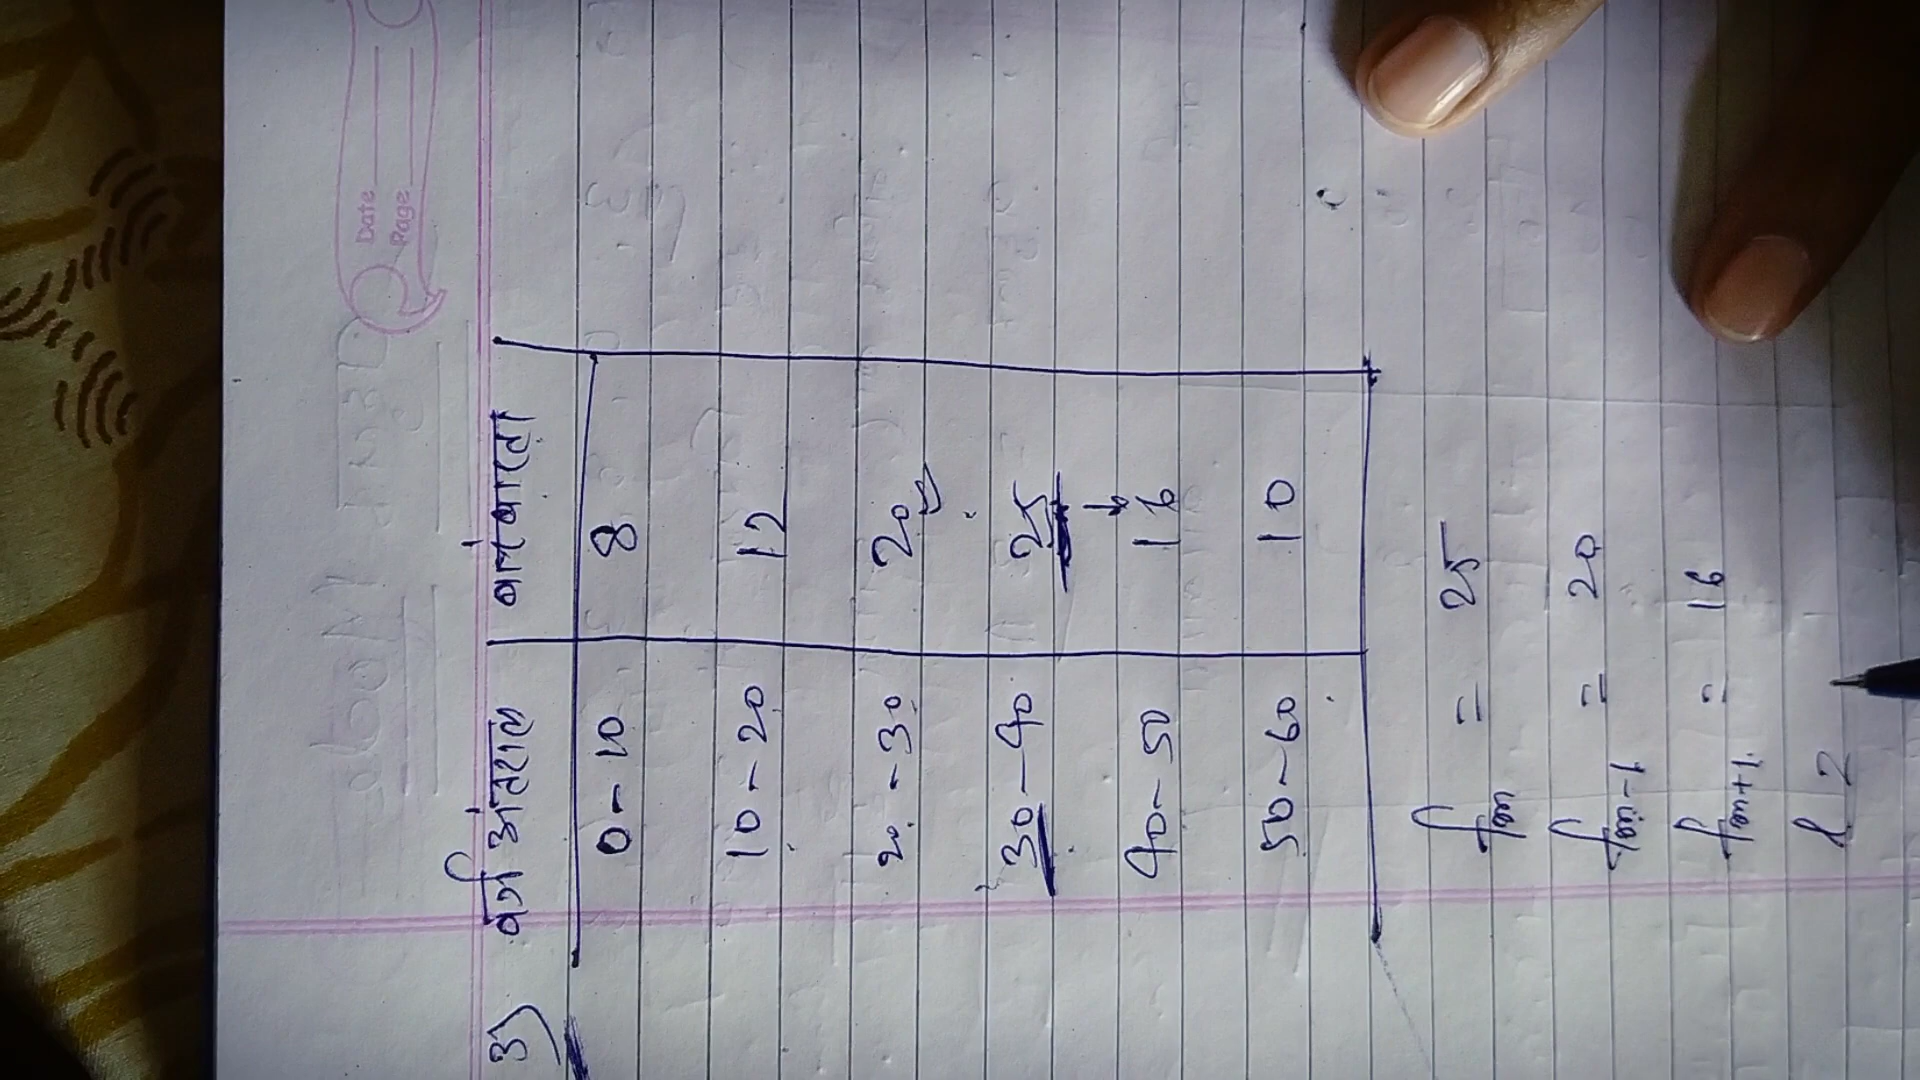 Date
Page
3) वर्ग अंतराल बारंबारता
0-10 8
10-20 12
20-30 20
30-40 25
40-50 16
50-60 10
fm = 25
fm-1 = 20
fm+1 = 16
l